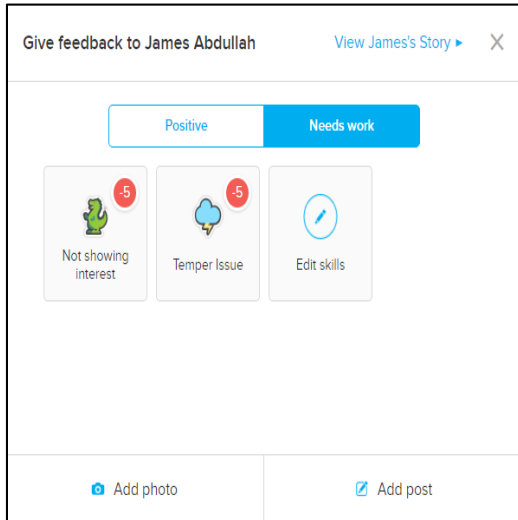 Give feedback to James Abdullah
View James's Story ▸
Positive
Needs work
-5
Not showing
interest
-5
Temper Issue
Edit skills
Add photo
Add post